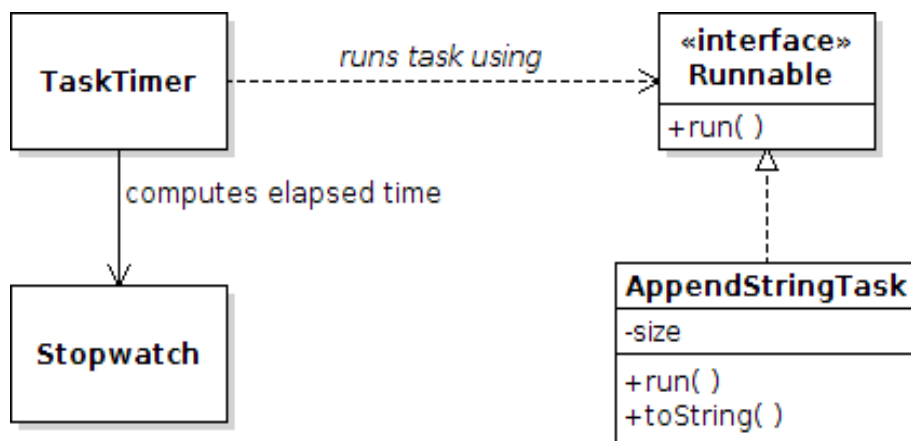 TaskTimer
runs task using
«interface»
Runnable
+run( )
computes elapsed time
Stopwatch
AppendStringTask
-size
+run( )
+toString( )